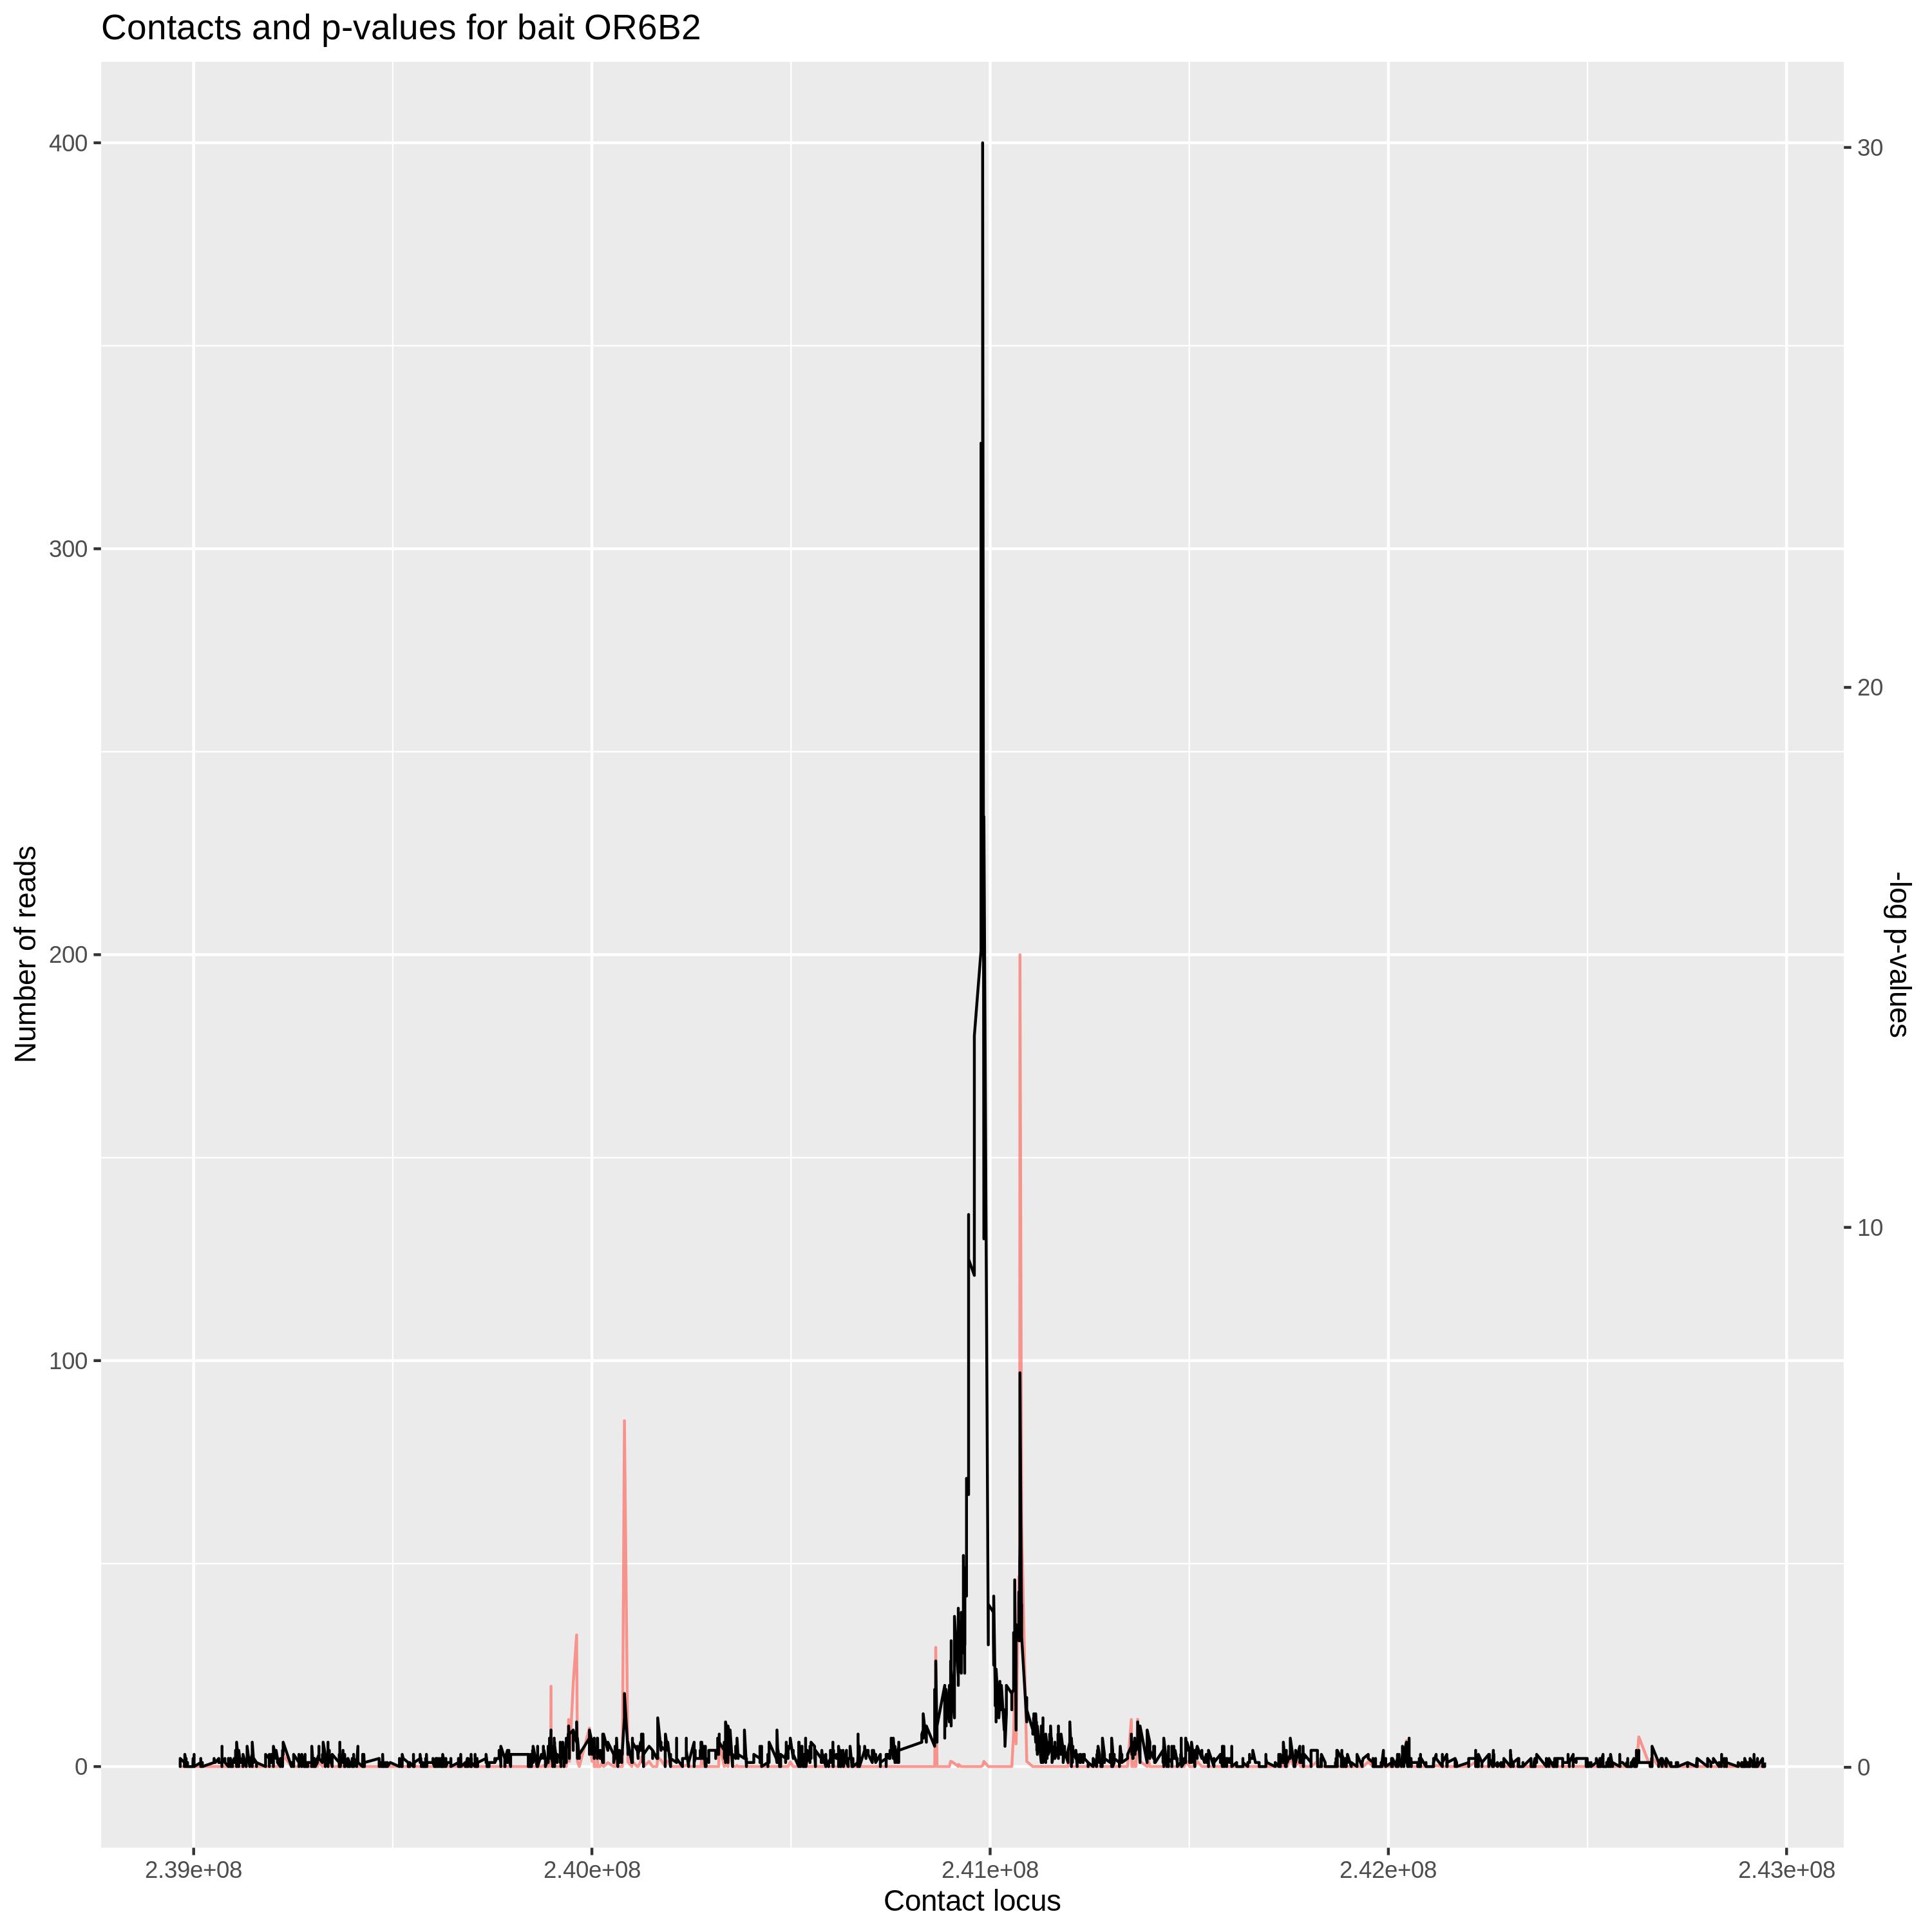 Contacts and p-values for bait OR6B2
400
300
200
100
0
Number of reads
30
20
10
0
-log p-values
2.39e+08 2.40e+08 2.41e+08 2.42e+08 2.43e+08
Contact locus